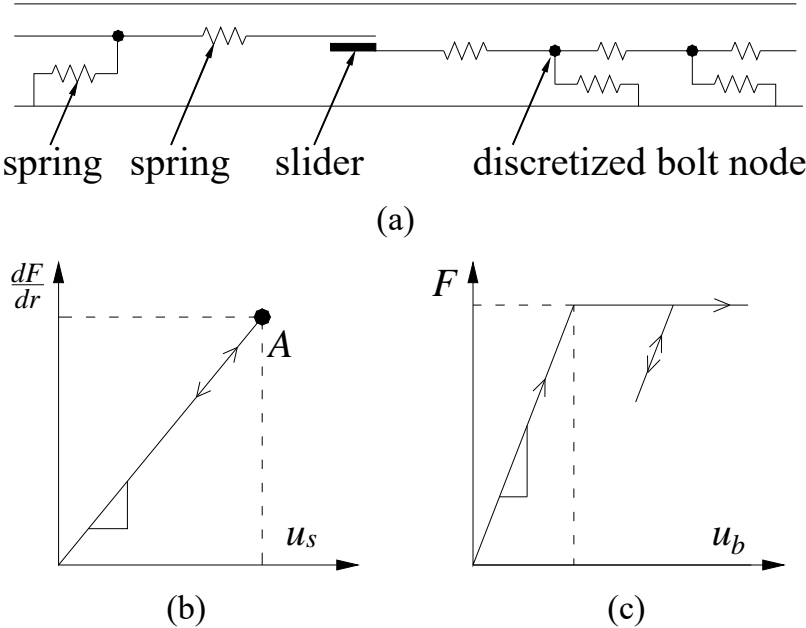 spring spring slider discretized bolt node
(a)
dF
dr
A
u_s
(b)
F
u_b
(c)